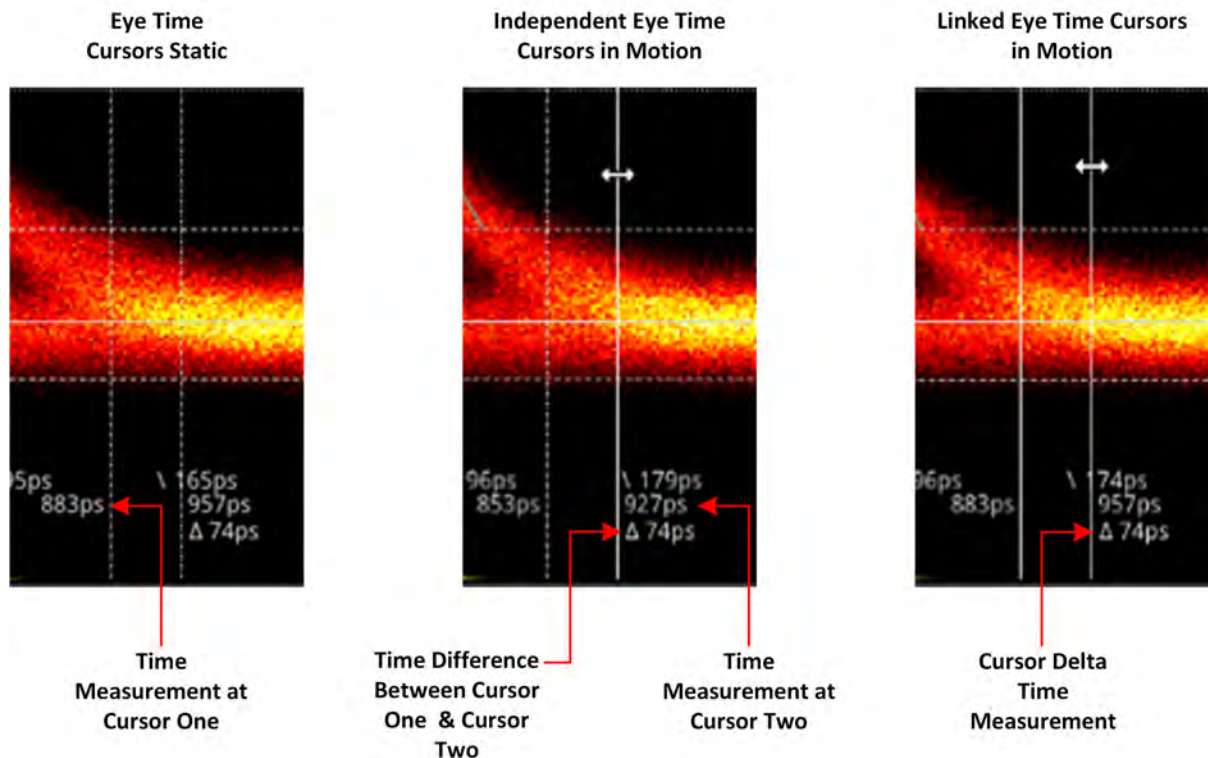 Eye Time
Cursors Static
Independent Eye Time
Cursors in Motion
Linked Eye Time Cursors
in Motion
95ps
\ 165ps
883ps
957ps
Δ 74ps
96ps
\ 179ps
853ps
927ps
Δ 74ps
96ps
\ 174ps
883ps
957ps
Δ 74ps
Time
Measurement at
Cursor One
Time Difference
Between Cursor
One & Cursor
Two
Time
Measurement at
Cursor Two
Cursor Delta
Time
Measurement